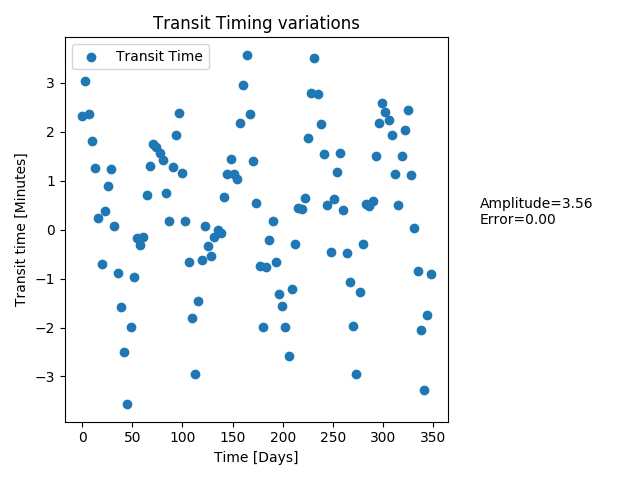 Transit Timing variations
Transit Time
3
2
1
0
−1
−2
−3
Transit time [Minutes]
0 50 100 150 200 250 300 350
Time [Days]
Amplitude=3.56
Error=0.00